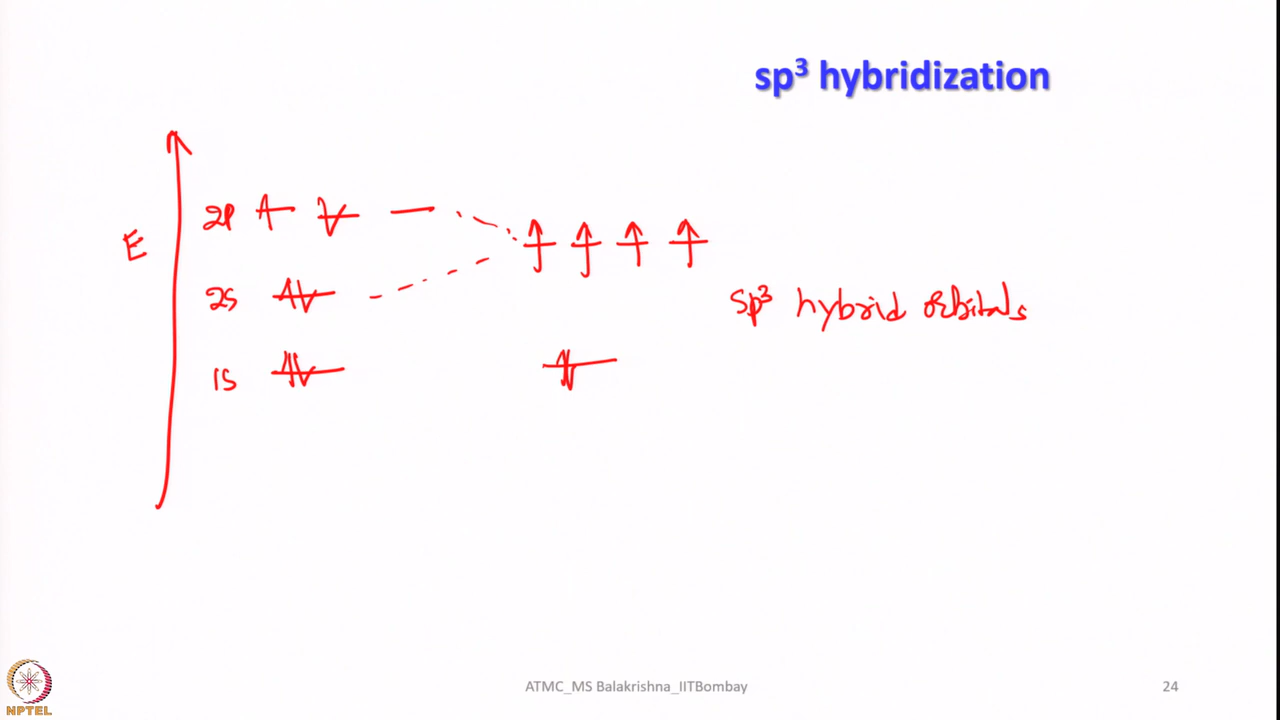 sp³ hybridization
2P
E
2S
sp³ hybrid orbitals
1S
ATMC_MS Balakrishna_IITBombay
24
NPTEL